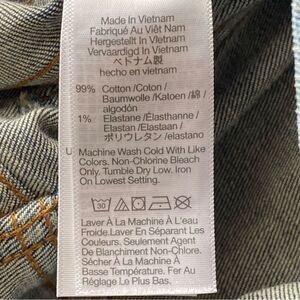 Made In Vietnam
Fabriqué Au Viêt Nam
Hergestellt In Vietnam
Vervaardigd In Vietnam
ベトナム製
hecho en vietnam
99% Cotton /Coton /
Baumwolle /Katoen /綿 /
algodón
1% Elastane /Élasthanne /
Elastan /Elastaan /
ポリウレタン /elastano
U Machine Wash Cold With Like
Colors. Non-Chlorine Bleach
Only. Tumble Dry Low. Iron
On Lowest Setting.
30
Laver À La Machine À L'eau
Froide.Laver En Séparant Les
Couleurs. Seulement Agent
De Blanchiment Non-Chlore.
Sécher À La Machine À
Basse Température. Fer Au
Réglage Le Plus Bas.